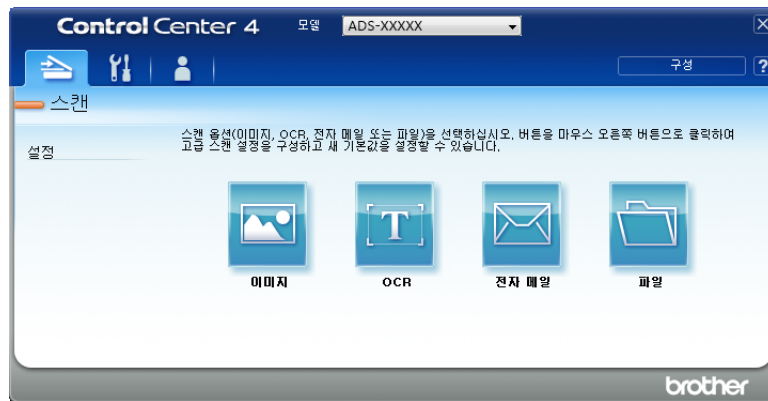 Control Center 4
모델
ADS-XXXXX
구성
?
스캔
설정
스캔 옵션(이미지, OCR, 전자 메일 또는 파일)을 선택하십시오. 버튼을 마우스 오른쪽 버튼으로 클릭하여
고급 스캔 설정을 구성하고 새 기본값을 설정할 수 있습니다.
T
이미지
OCR
전자 메일
파일
brother